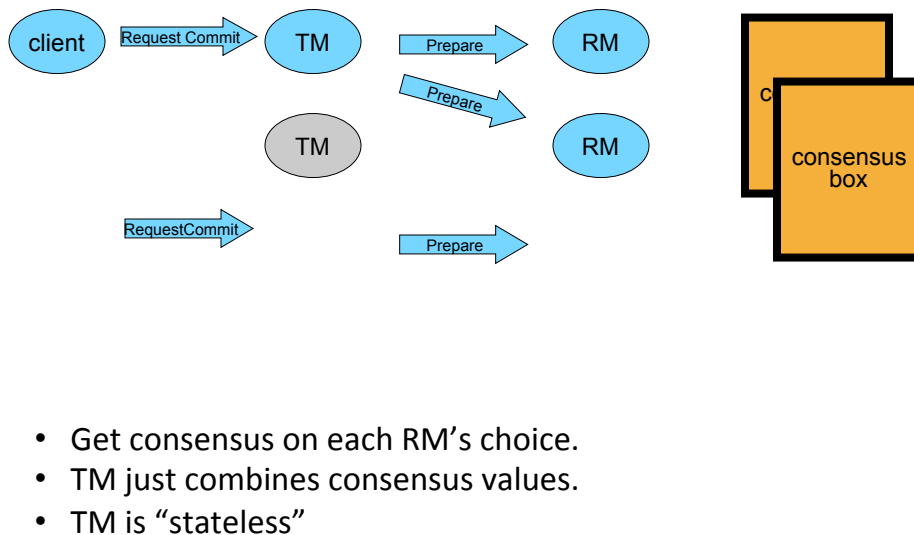 client
Request Commit
TM
Prepare
RM
Prepare
TM
RM
consensus
box
RequestCommit
Prepare
• Get consensus on each RM’s choice.
• TM just combines consensus values.
• TM is “stateless”